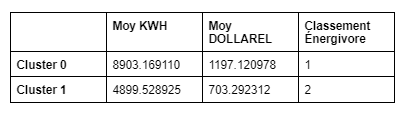 Moy KWH Moy DOLLAREL Classement Énergivore
Cluster 0 8903.169110 1197.120978 1
Cluster 1 4899.528925 703.292312 2